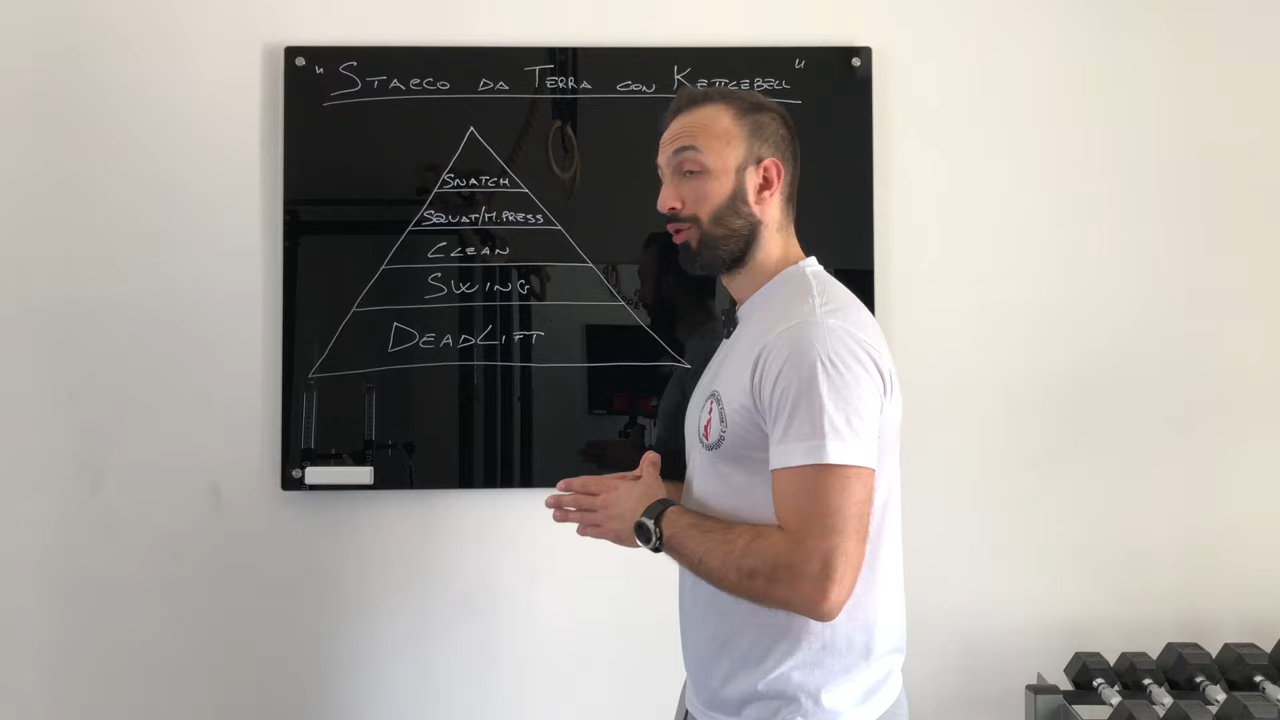 "Stacco da Terra con Kettlebell"
Snatch
Squat/M.Press
Clean
Swing
DeadLift